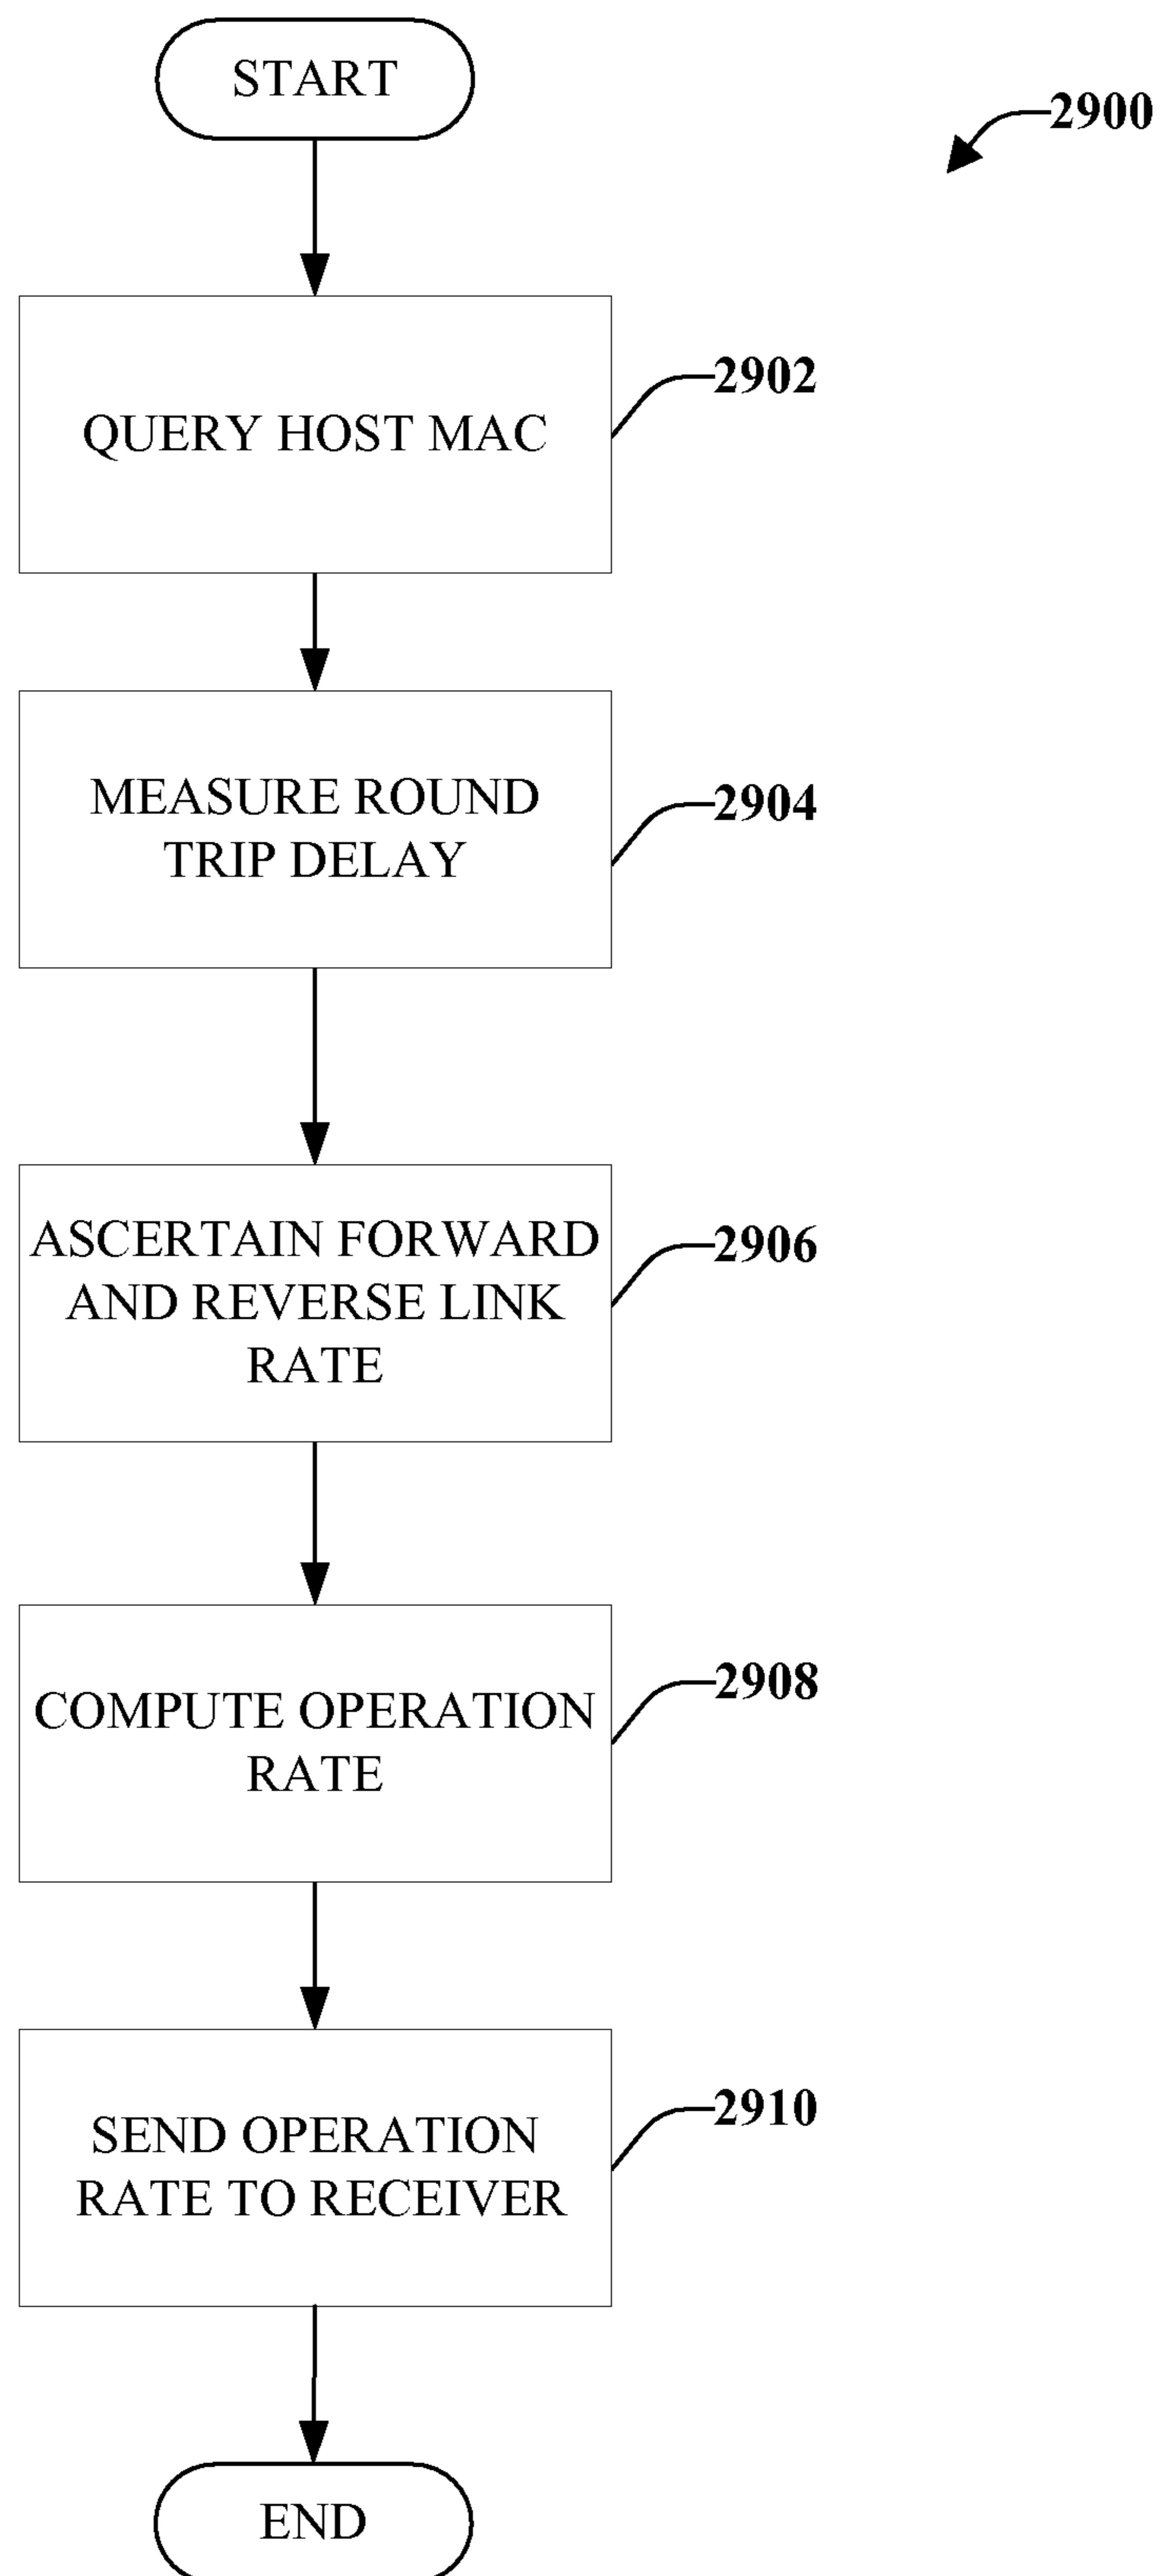 START
2900
QUERY HOST MAC
2902
MEASURE ROUND
TRIP DELAY
2904
ASCERTAIN FORWARD
AND REVERSE LINK
RATE
2906
COMPUTE OPERATION
RATE
2908
SEND OPERATION
RATE TO RECEIVER
2910
END